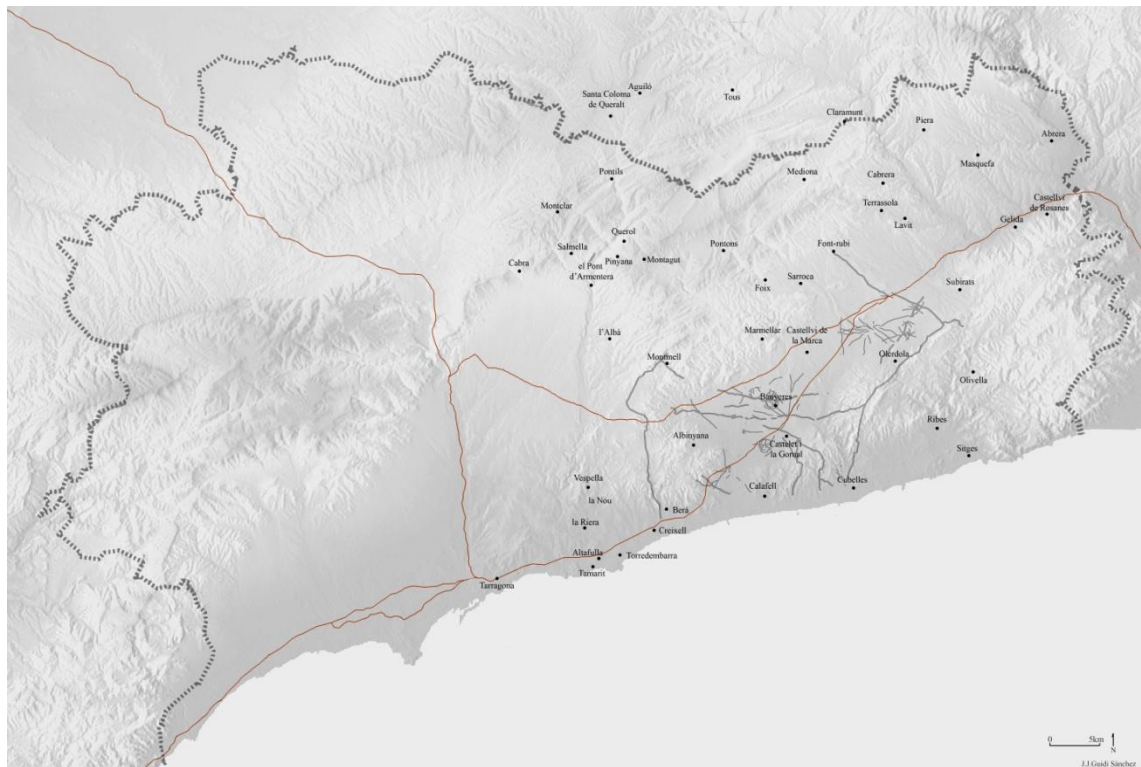 Aguiló
Santa Coloma
de Queralt
Tous
Claramunt
Piera
Abrera
Masquefa
Pontils
Mediona
Cabrera
Castellví
de Rosanes
Montclar
Terrassola
Lavit
Gelida
Querol
Salmella
Pinyana
Montagut
Pontons
Font-rubí
Cabra
el Pont
d'Armentera
Foix
Sarroca
Subirats
l'Albà
Marmellar
Castellví de
la Marca
Montmell
Olèrdola
Olivella
Banyeres
Albinyana
Castellet i
la Gornal
Ribes
Sitges
Vespella
la Nou
Calafell
Cubelles
Berà
la Riera
Creixell
Altafulla
Torredembarra
Tamarit
Tarragona
0 5km
N
J.J Guidi Sánchez